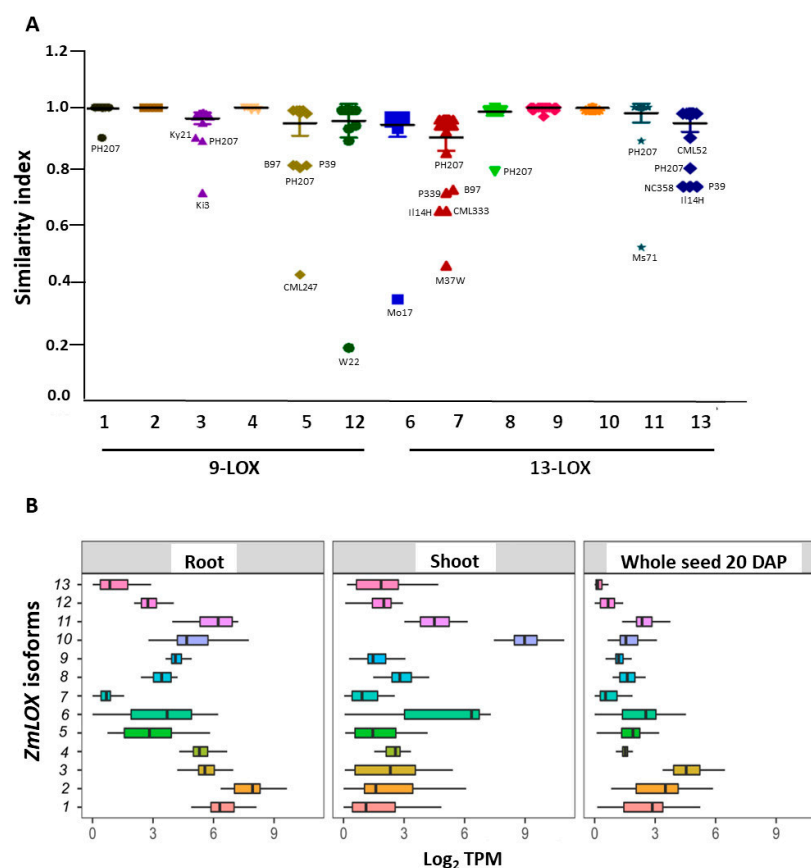 A
Similarity index
1.2
1.0
0.8
0.6
0.4
0.2
0.0
PH207
Ky21
PH207
Ki3
B97
P39
PH207
CML247
W22
Mo17
PH207
P339
B97
Il14H
CML333
M37W
PH207
PH207
Ms71
CML52
PH207
NC358
P39
Il14H
1 2 3 4 5 12 6 7 8 9 10 11 13
9-LOX 13-LOX
B
Root Shoot Whole seed 20 DAP
ZmLOX isoforms
13
12
11
10
9
8
7
6
5
4
3
2
1
0 3 6 9 0 3 6 9 0 3 6 9
Log2 TPM